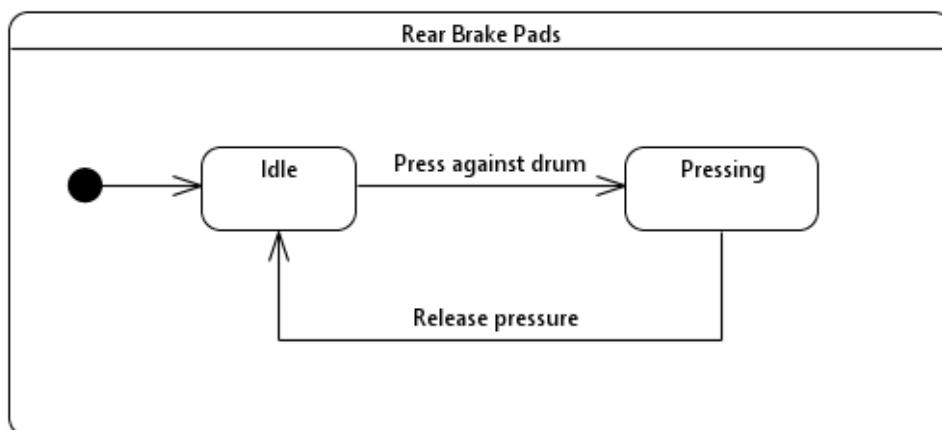 Rear Brake Pads
Idle
Press against drum
Pressing
Release pressure